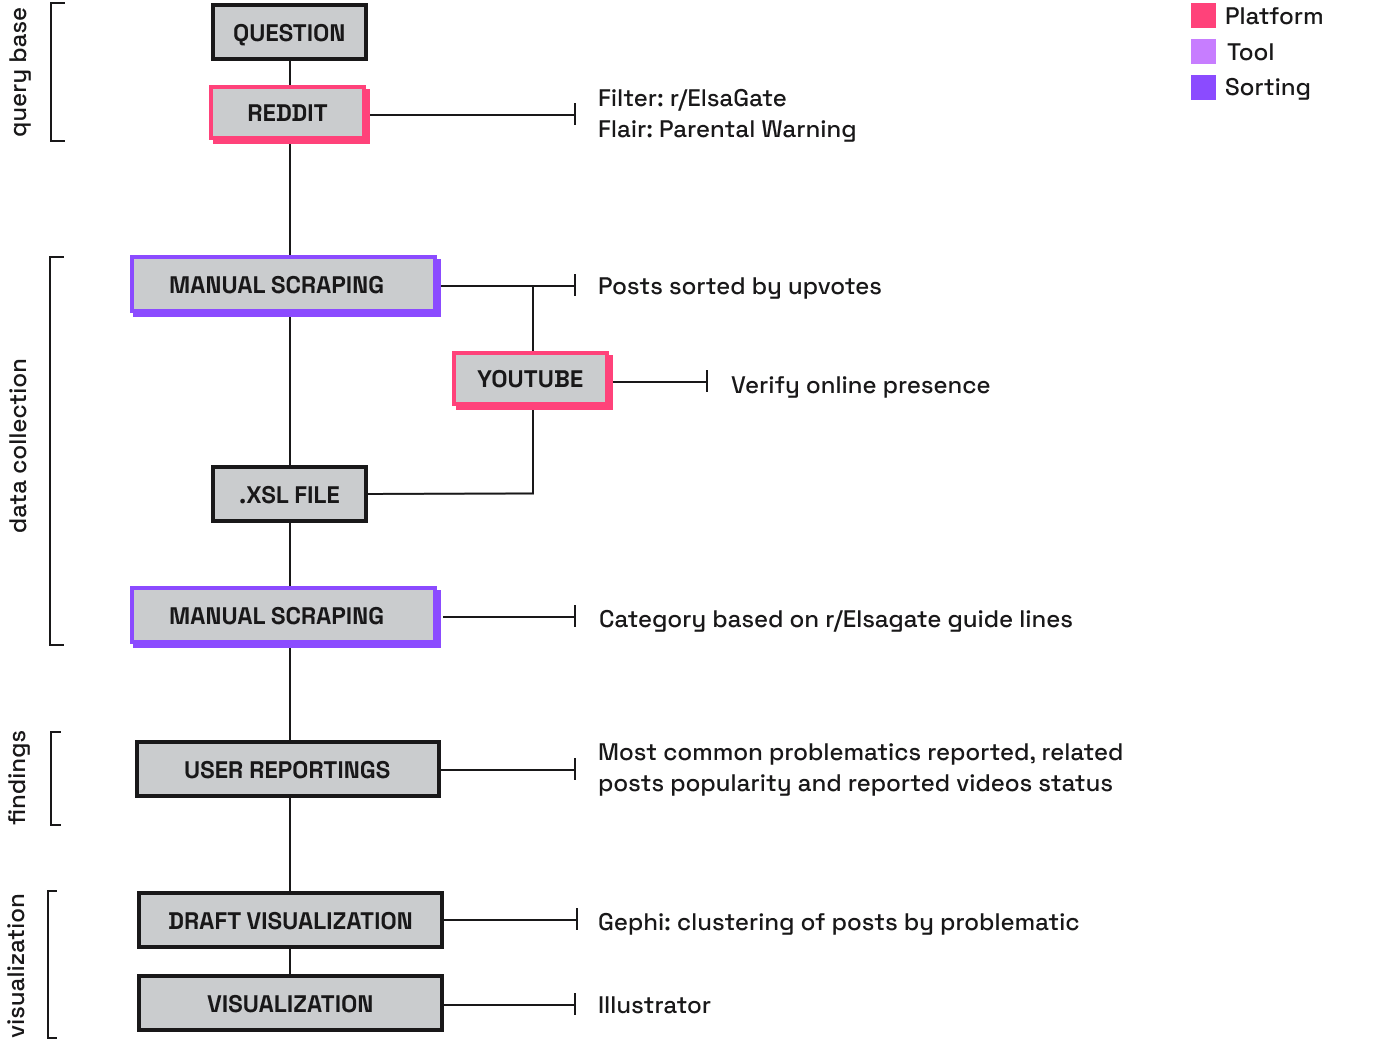 query base
QUESTION
REDDIT
Filter: r/ElsaGate
Flair: Parental Warning
Platform
Tool
Sorting
data collection
MANUAL SCRAPING
Posts sorted by upvotes
YOUTUBE
Verify online presence
.XSL FILE
MANUAL SCRAPING
Category based on r/Elsagate guide lines
findings
USER REPORTINGS
Most common problematics reported, related
posts popularity and reported videos status
visualization
DRAFT VISUALIZATION
Gephi: clustering of posts by problematic
VISUALIZATION
Illustrator